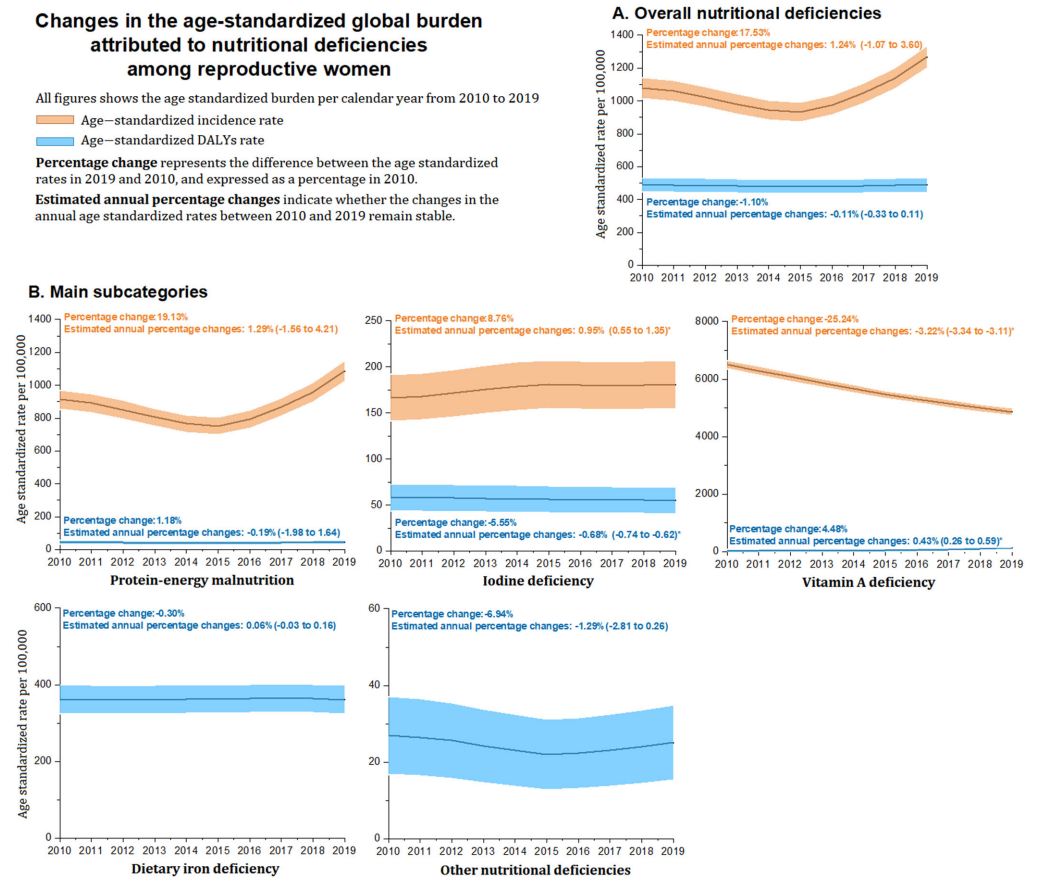 Changes in the age-standardized global burden
attributed to nutritional deficiencies
among reproductive women
All figures shows the age standardized burden per calendar year from 2010 to 2019
Age—standardized incidence rate
Age—standardized DALYs rate
Percentage change represents the difference between the age standardized
rates in 2019 and 2010, and expressed as a percentage in 2010.
Estimated annual percentage changes indicate whether the changes in the
annual age standardized rates between 2010 and 2019 remain stable.
A. Overall nutritional deficiencies
Percentage change:17.53%
Estimated annual percentage changes: 1.24% (-1.07 to 3.60)
Age standardized rate per 100,000
1400
1200
1000
800
600
400
200
0
Percentage change:-1.10%
Estimated annual percentage changes: -0.11% (-0.33 to 0.11)
2010 2011 2012 2013 2014 2015 2016 2017 2018 2019
B. Main subcategories
Percentage change:19.13%
Estimated annual percentage changes: 1.29% (-1.56 to 4.21)
Age standardized rate per 100,000
1400
1200
1000
800
600
400
200
0
Percentage change:1.18%
Estimated annual percentage changes: -0.19% (-1.98 to 1.64)
2010 2011 2012 2013 2014 2015 2016 2017 2018 2019
Protein-energy malnutrition
Percentage change:8.76%
Estimated annual percentage changes: 0.95% (0.55 to 1.35)*
250
200
150
100
50
0
Percentage change:-5.55%
Estimated annual percentage changes: -0.68% (-0.74 to -0.62)*
2010 2011 2012 2013 2014 2015 2016 2017 2018 2019
Iodine deficiency
Percentage change:-25.24%
Estimated annual percentage changes: -3.22% (-3.34 to -3.11)*
8000
6000
4000
2000
0
Percentage change:4.48%
Estimated annual percentage changes: 0.43% (0.26 to 0.59)*
2010 2011 2012 2013 2014 2015 2016 2017 2018 2019
Vitamin A deficiency
Percentage change:-0.30%
Estimated annual percentage changes: 0.06% (-0.03 to 0.16)
Age standardized rate per 100,000
600
400
200
0
2010 2011 2012 2013 2014 2015 2016 2017 2018 2019
Dietary iron deficiency
Percentage change:-6.94%
Estimated annual percentage changes: -1.29% (-2.81 to 0.26)
60
40
20
0
2010 2011 2012 2013 2014 2015 2016 2017 2018 2019
Other nutritional deficiencies